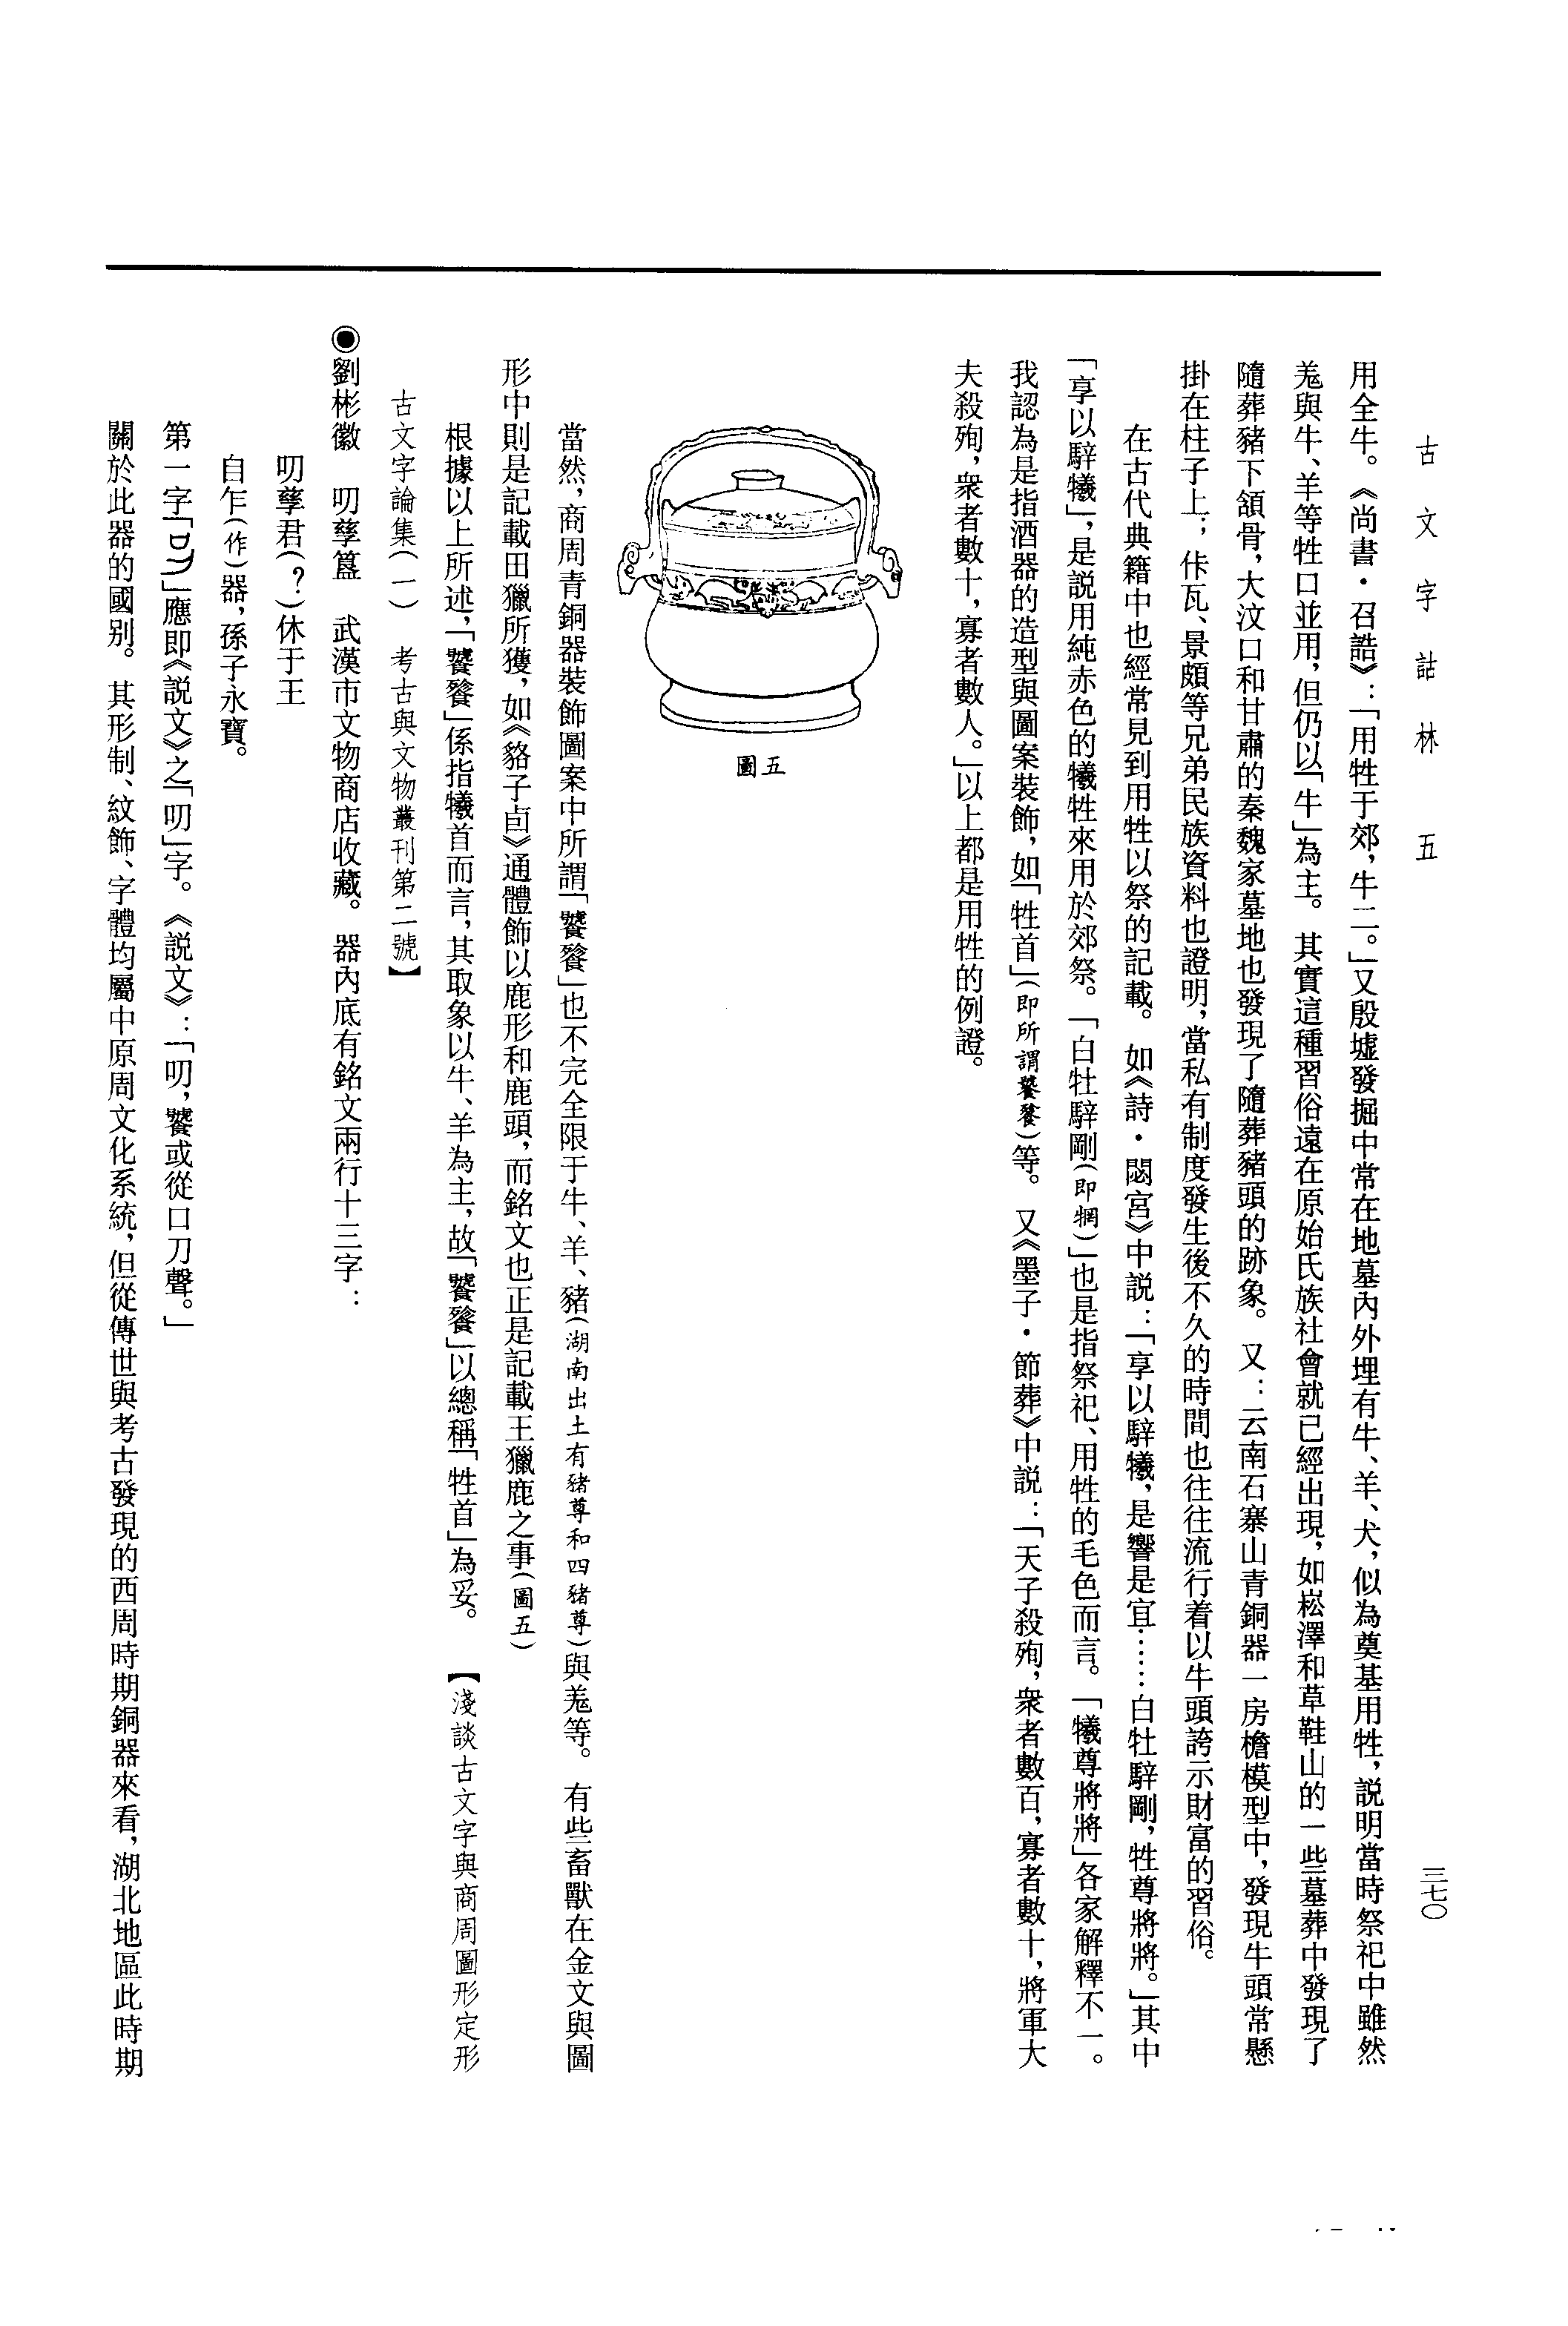 古文字詁林 五
三七〇
用全牛。《尚書·召誥》：「用牲于郊，牛二。」又殷墟發掘中常在地墓內外埋有牛、羊、犬，似為奠基用牲，説明當時祭祀中雖然
羗與牛、羊等牲口並用，但仍以「牛」為主。其實這種習俗遠在原始氏族社會就已經出現，如崧澤和草鞋山的一些墓葬中發現了
隨葬豬下頷骨，大汶口和甘肅的秦魏家墓地也發現了隨葬豬頭的跡象。又：云南石寨山青銅器一房檐模型中，發現牛頭常懸
掛在柱子上；佧瓦、景頗等兄弟民族資料也證明，當私有制度發生後不久的時間也往往流行着以牛頭誇示財富的習俗。
在古代典籍中也經常見到用牲以祭的記載。如《詩·閟宮》中説：「享以騂犧，是響是宜……白牡騂剛，牲尊將將。」其中
「享以騂犧」，是説用純赤色的犧牲來用於郊祭。「白牡騂剛(即犅)」也是指祭祀、用牲的毛色而言。「犧尊將將」各家解釋不一。
我認為是指酒器的造型與圖案裝飾，如「牲首」(即所謂饕餮)等。又《墨子·節葬》中説：「天子殺殉，衆者數百，寡者數十，將軍大
夫殺殉，衆者數十，寡者數人。」以上都是用牲的例證。
圖五
當然，商周青銅器裝飾圖案中所謂「饕餮」也不完全限于牛、羊、豬(湖南出土有豬尊和四豬尊)與羗等。有些畜獸在金文與圖
形中則是記載田獵所獲，如《貉子卣》通體飾以鹿形和鹿頭，而銘文也正是記載王獵鹿之事(圖五)
根據以上所述，「饕餮」係指犧首而言，其取象以牛、羊為主，故「饕餮」以總稱「牲首」為妥。【淺談古文字與商周圖形定形
古文字論集(一) 考古與文物叢刊第二號】
◉劉彬徽 叨孳簋 武漢市文物商店收藏。器內底有銘文兩行十三字：
叨孳君(？)休于王
自乍(作)器，孫子永寶。
第一字「」應即《説文》之「叨」字。《説文》：「叨，饕或從口刀聲。」
關於此器的國别。其形制、紋飾、字體均屬中原周文化系統，但從傳世與考古發現的西周時期銅器來看，湖北地區此時期